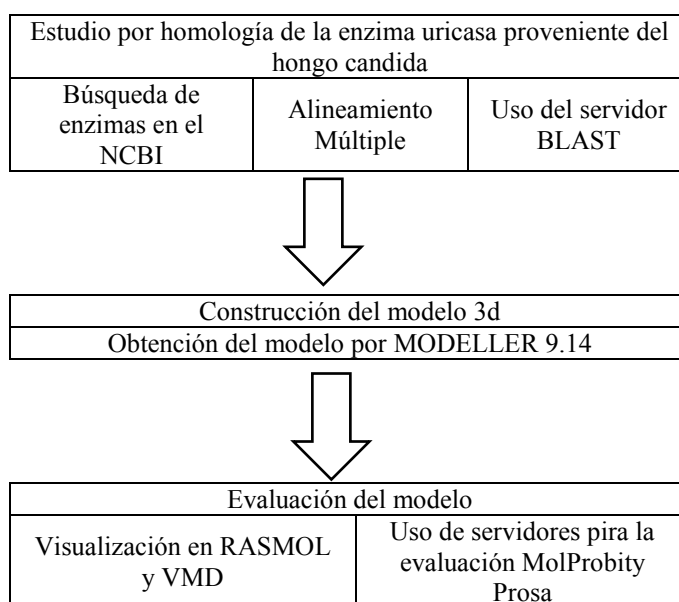 Estudio por homología de la enzima uricasa proveniente del
hongo candida
Búsqueda de
enzimas en el
NCBI
Alineamiento
Múltiple
Uso del servidor
BLAST
Construcción del modelo 3d
Obtención del modelo por MODELLER 9.14
Evaluación del modelo
Visualización en RASMOL
y VMD
Uso de servidores pira la
evaluación MolProbity
Prosa